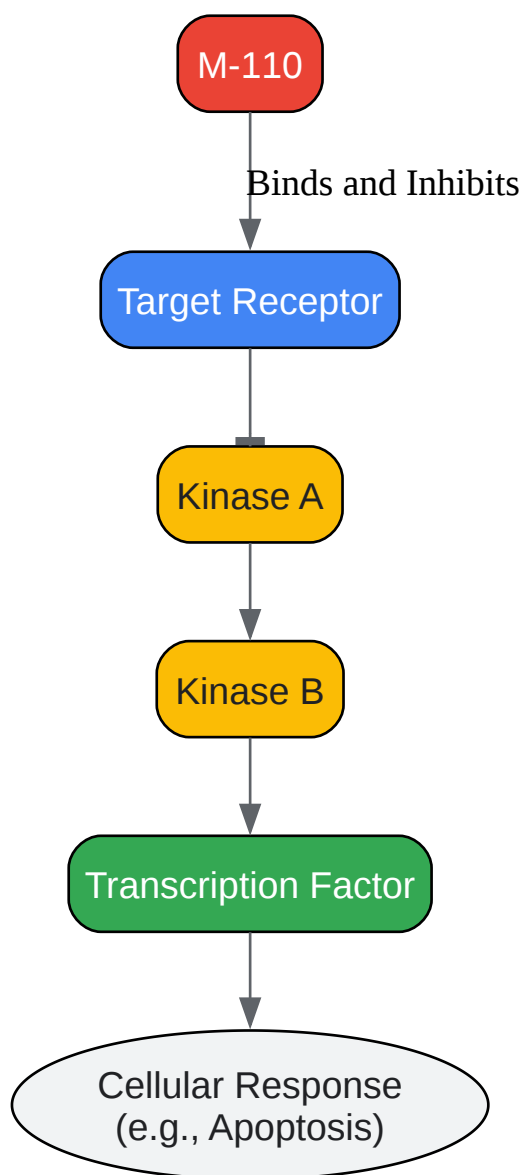 M-110
Binds and Inhibits
Target Receptor
Kinase A
Kinase B
Transcription Factor
Cellular Response
(e.g., Apoptosis)